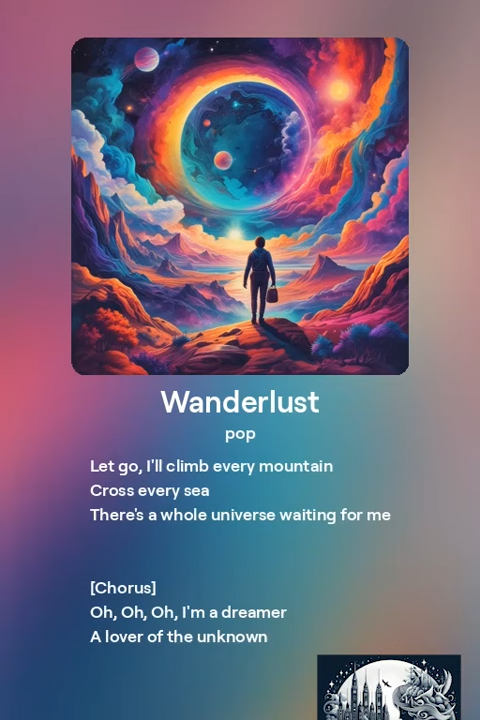 Wanderlust
pop
Let go, I'll climb every mountain
Cross every sea
There's a whole universe waiting for me
[Chorus]
Oh, Oh, Oh, I'm a dreamer
A lover of the unknown